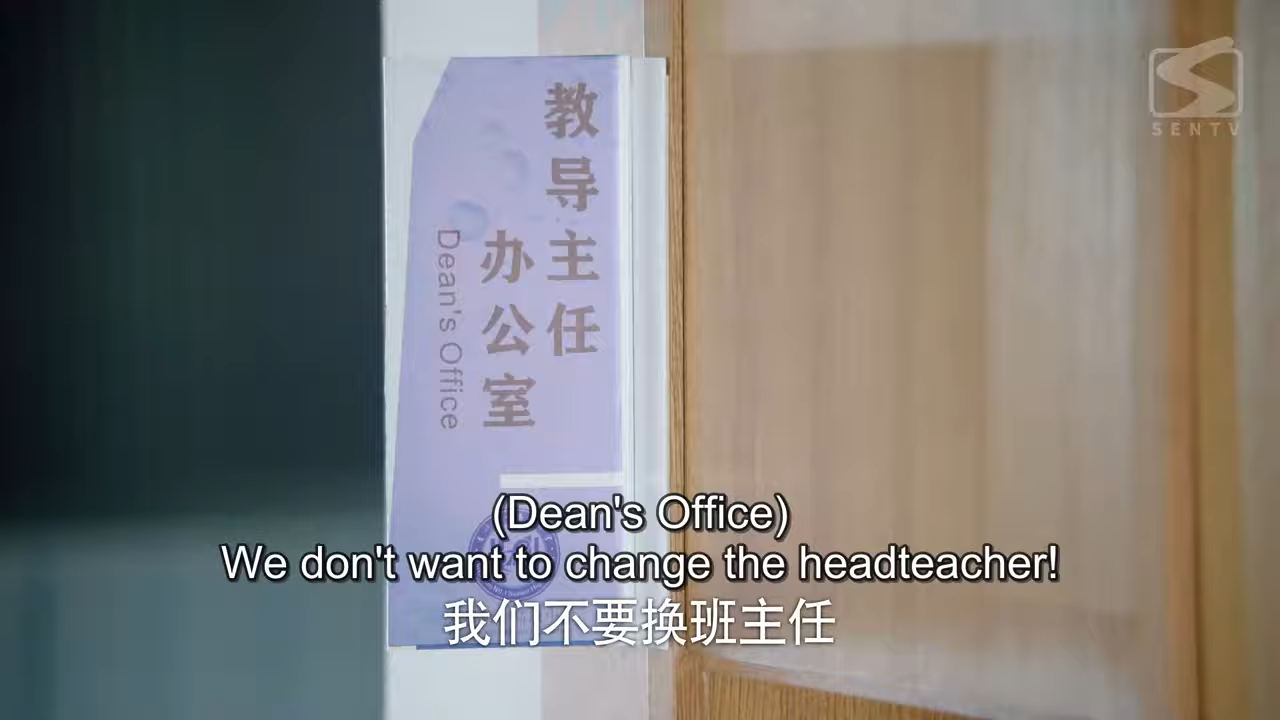 SENTV
教导主任
办公室
Dean's Office
(Dean's Office)
We don't want to change the headteacher!
我们不要换班主任